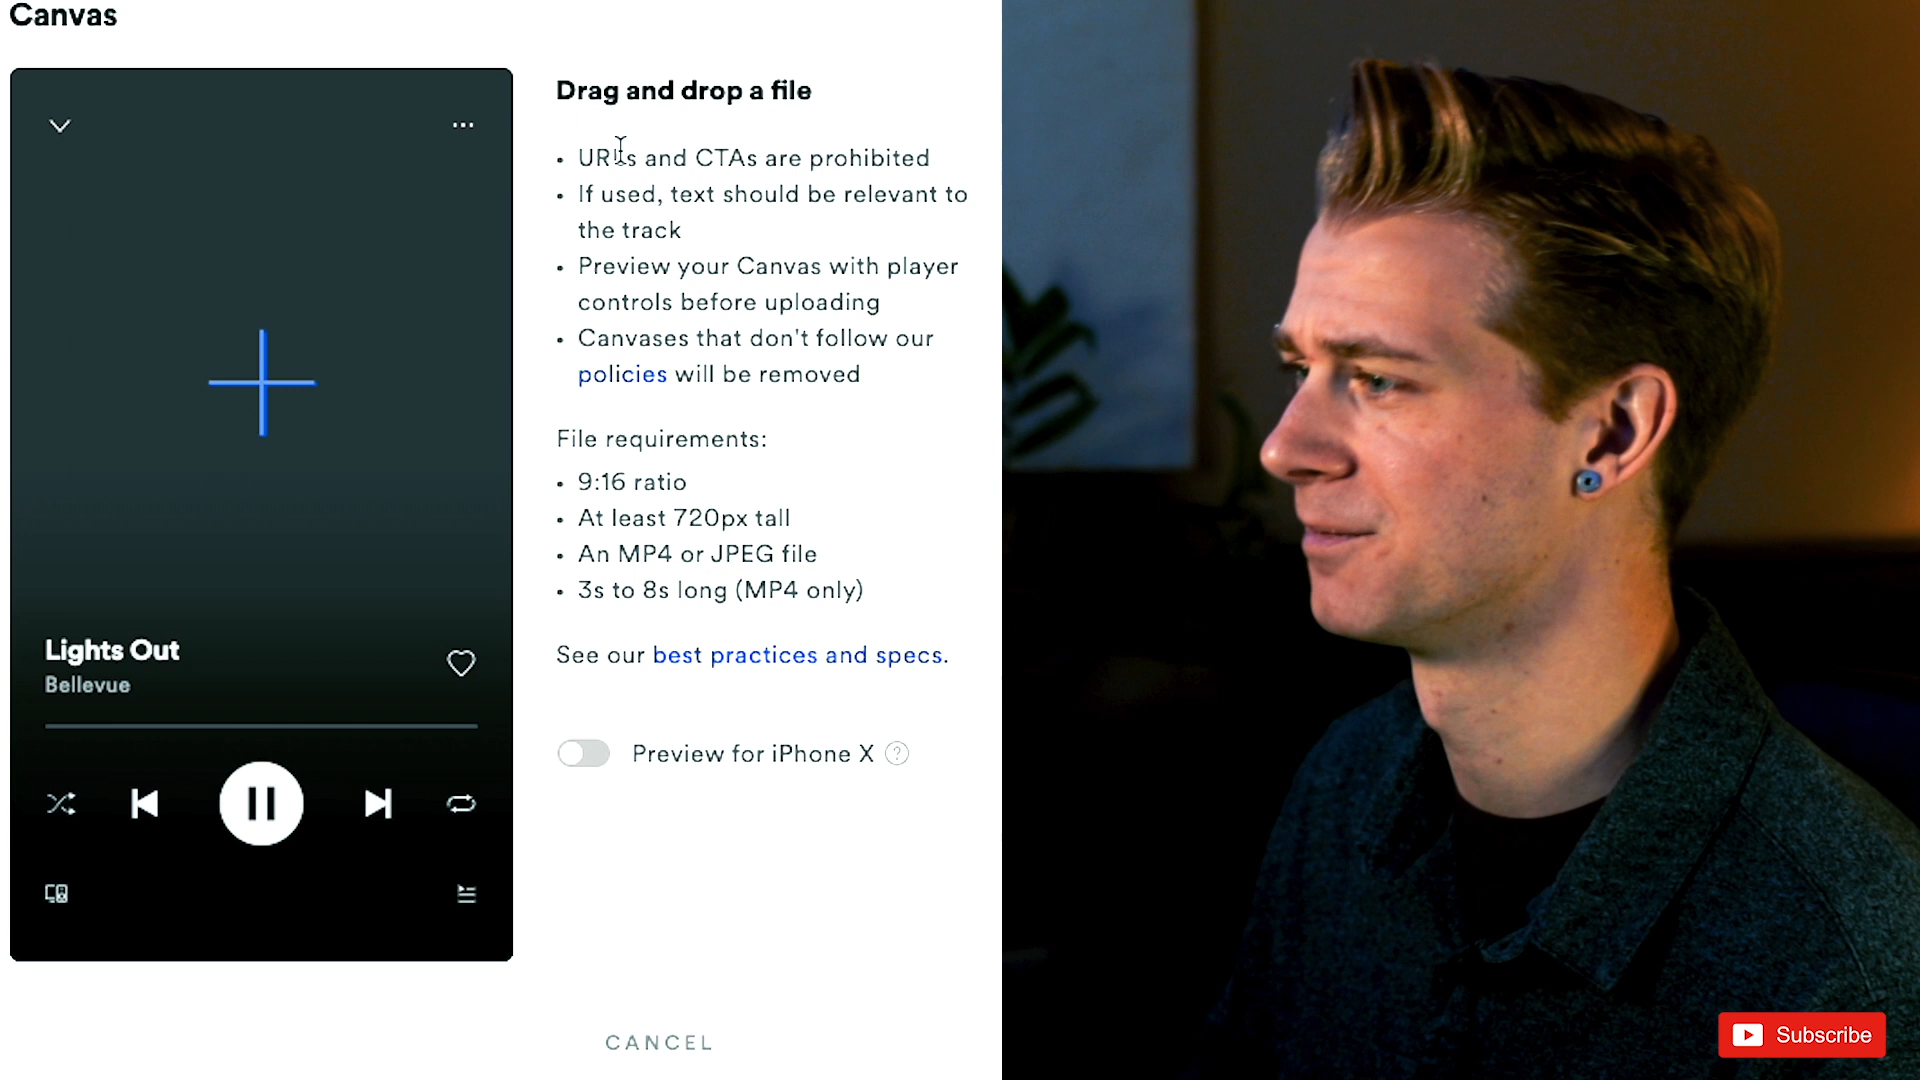 Canvas
Drag and drop a file
URLs and CTAs are prohibited
If used, text should be relevant to
the track
Preview your Canvas with player
controls before uploading
Canvases that don't follow our
policies will be removed
File requirements:
9:16 ratio
At least 720px tall
An MP4 or JPEG file
3s to 8s long (MP4 only)
See our best practices and specs.
Preview for iPhone X ?
Lights Out
Bellevue
CANCEL
Subscribe